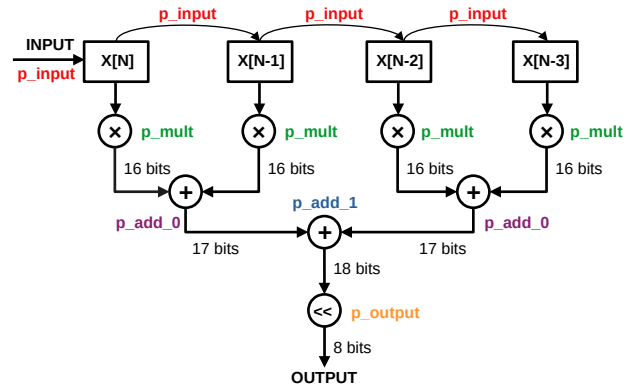 p_input p_input p_input
INPUT
p_input
X[N] X[N-1] X[N-2] X[N-3]
× p_mult × p_mult × p_mult × p_mult
16 bits 16 bits 16 bits 16 bits
+ +
p_add_0 p_add_1 p_add_0
+
17 bits 17 bits
18 bits
<< p_output
8 bits
OUTPUT